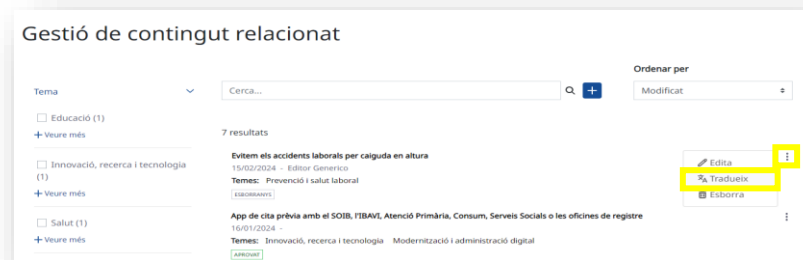 Gestió de contingut relacionat
Ordenar per
Tema
Cerca...
Modificat
Educació (1)
Veure més
7 resultats
Innovació, recerca i tecnologia
(1)
Veure més
Evitem els accidents laborals per caiguda en altura
15/02/2024 - Editor Generico
Temes: Prevenció i salut laboral
ESBORRANYS
Edita
Tradueix
Esborra
Salut (1)
Veure més
App de cita prèvia amb el SOIB, l'IBAVI, Atenció Primària, Consum, Serveis Socials o les oficines de registre
16/01/2024 -
Temes: Innovació, recerca i tecnologia Modernització i administració digital
APROVAT